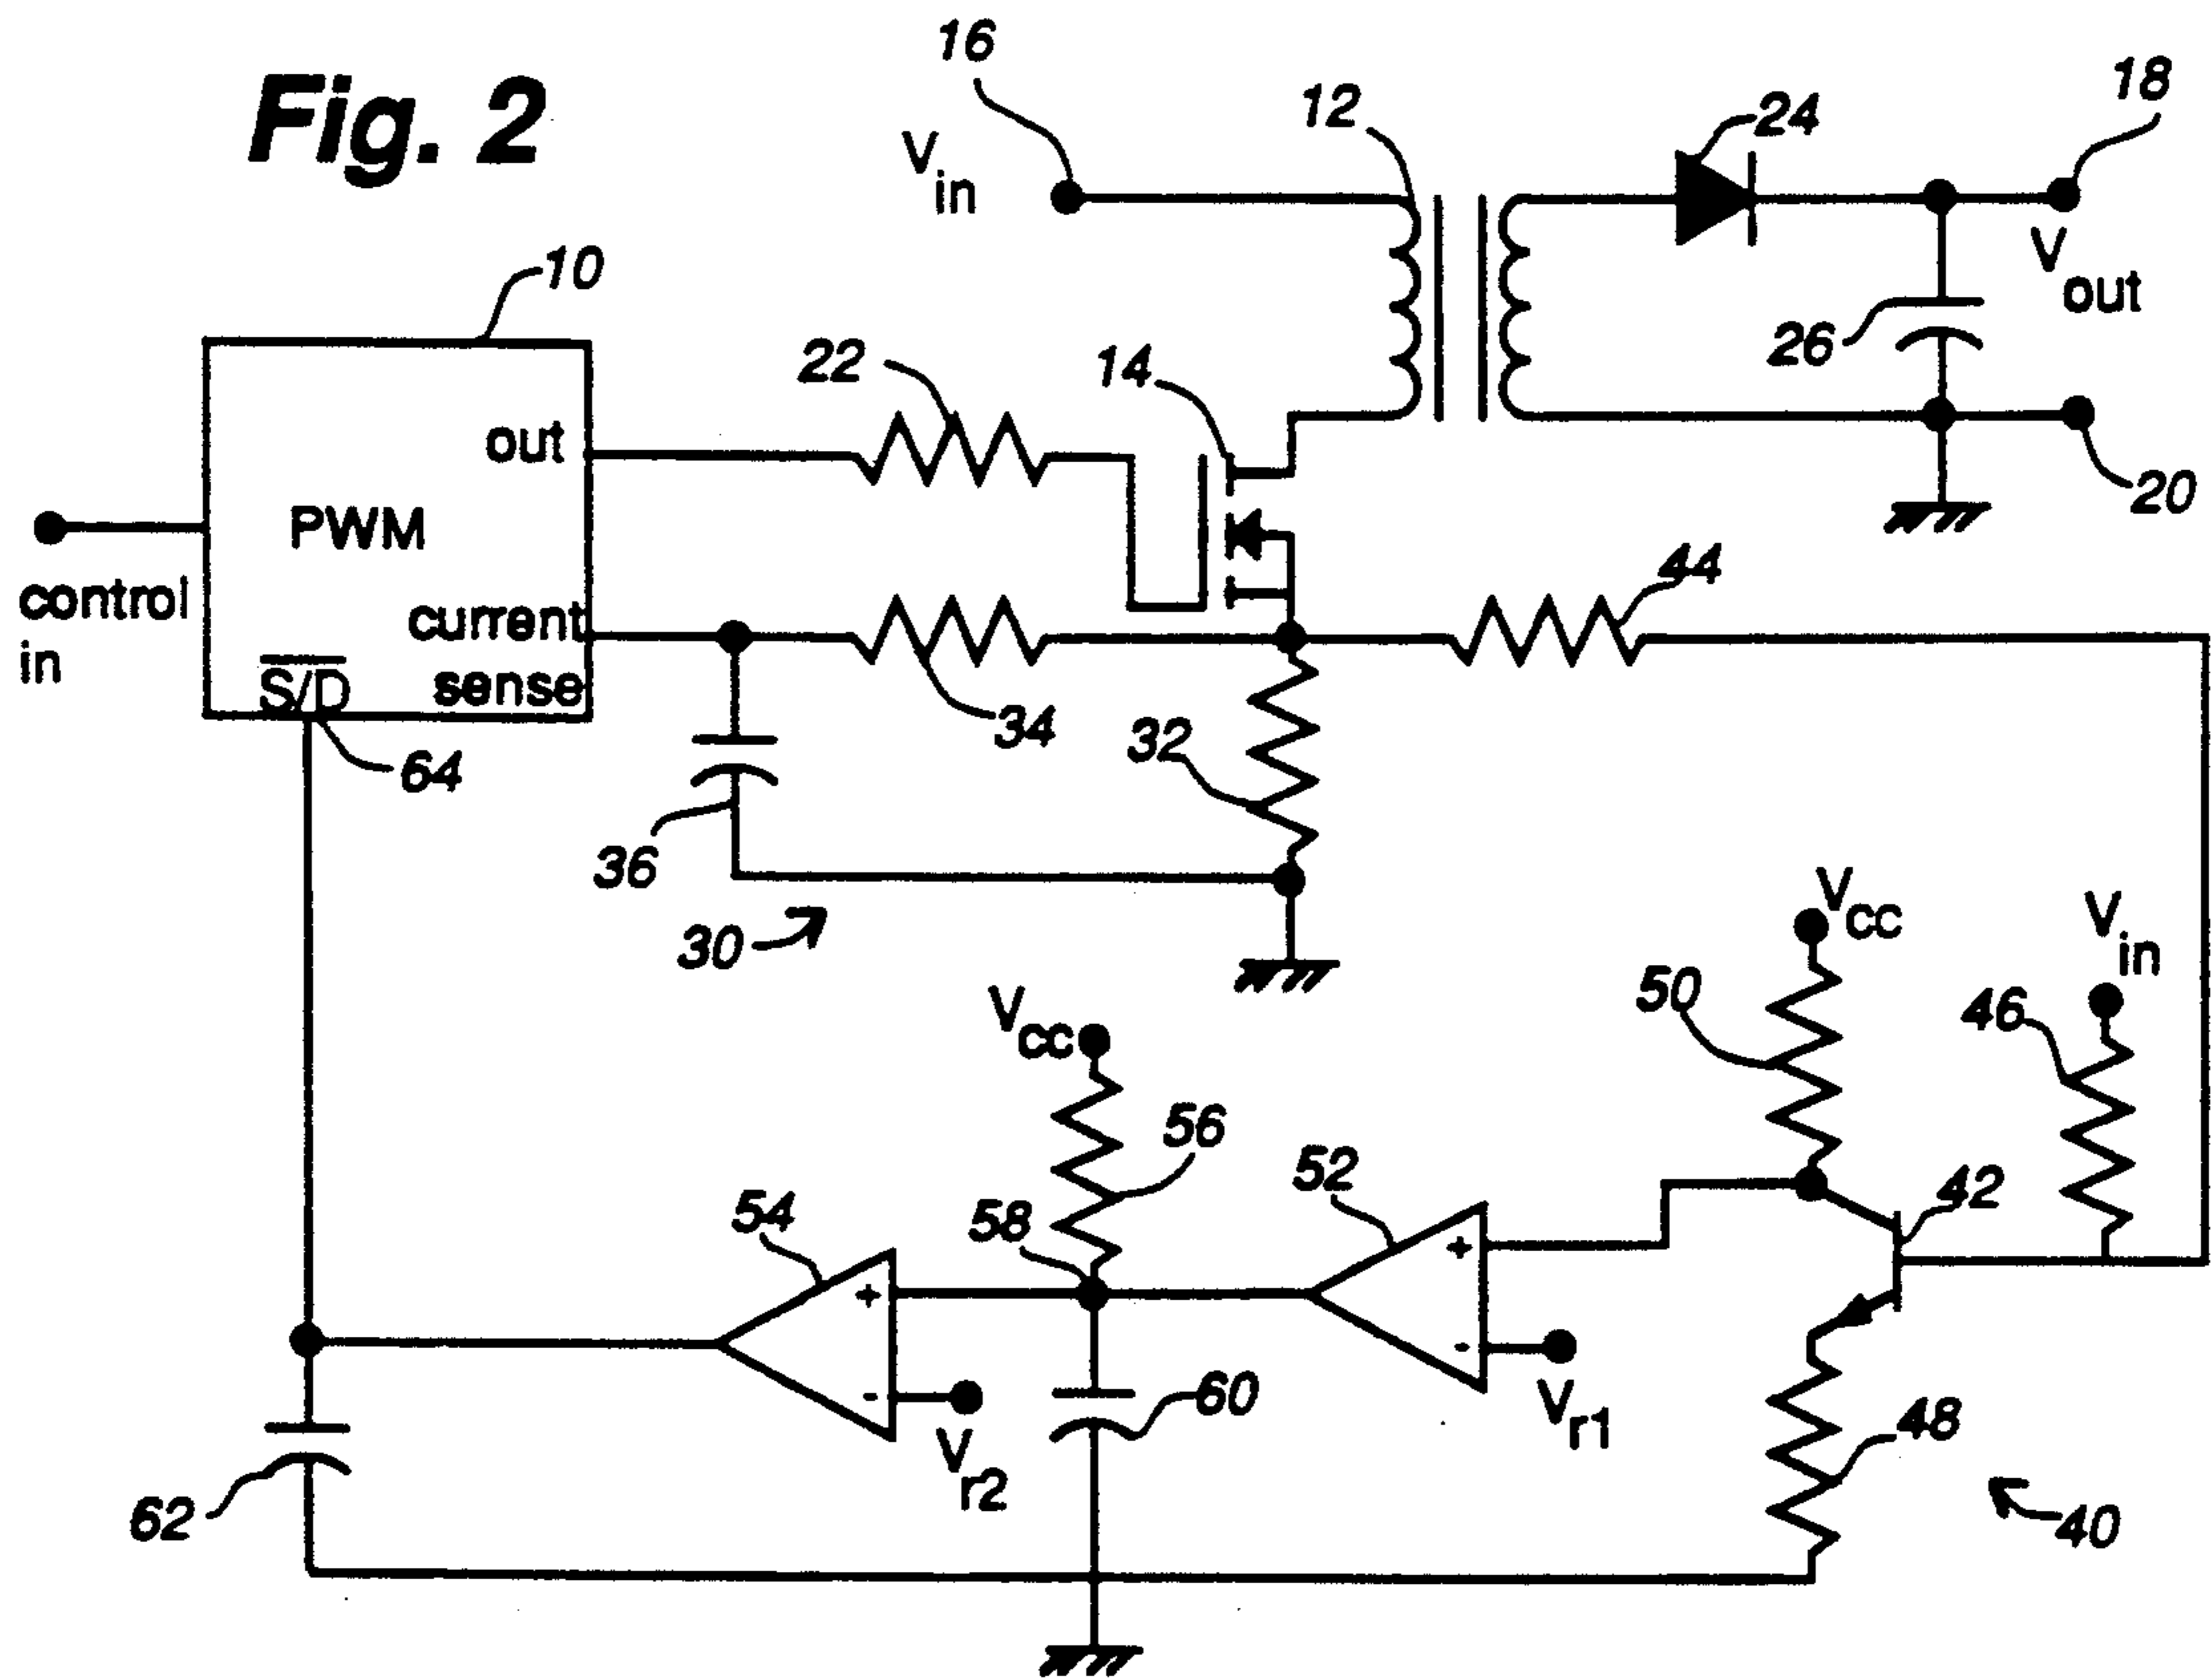 Fig. 2
16
12
24
18
V in
V out
10
22
14
26
out
PWM
20
control in
current sense
44
S/D
34
32
64
36
30
V cc
V in
50
46
V cc
56
52
42
54
58
+
+
-
-
60
V r1
V r2
48
62
40